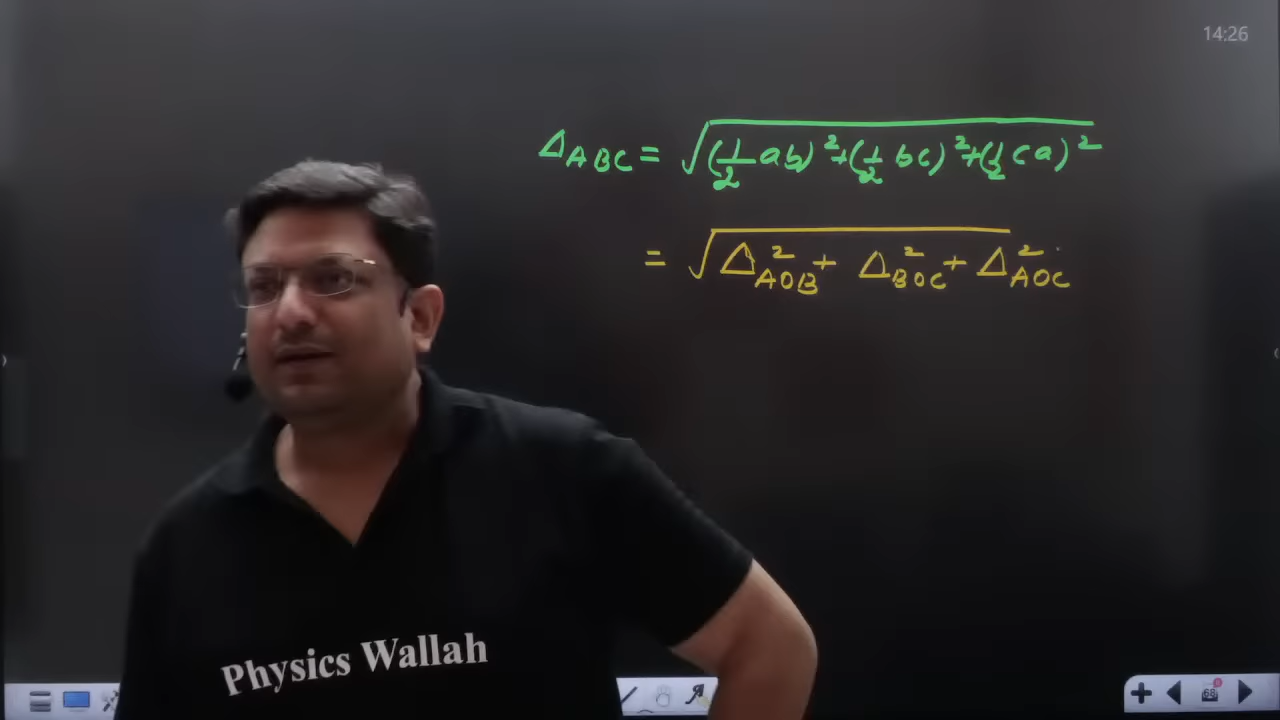 14:26
Δ_ABC = √((1/2 ab)² + (1/2 bc)² + (1/2 ca)²)
= √(Δ²_AOB + Δ²_BOC + Δ²_AOC)
Physics Wallah
68